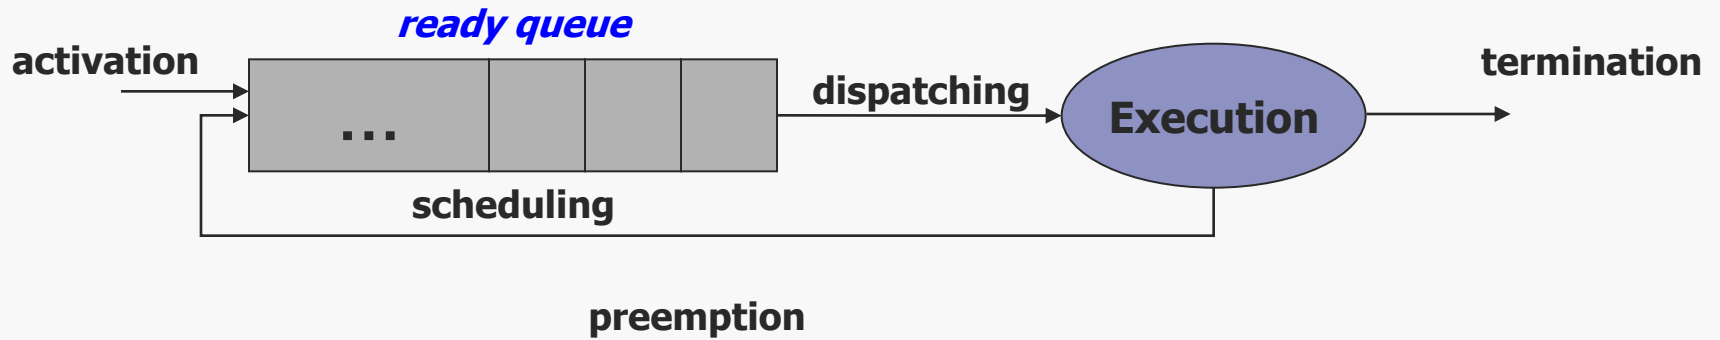 ready queue
activation
termination
dispatching
Execution
...
scheduling
preemption